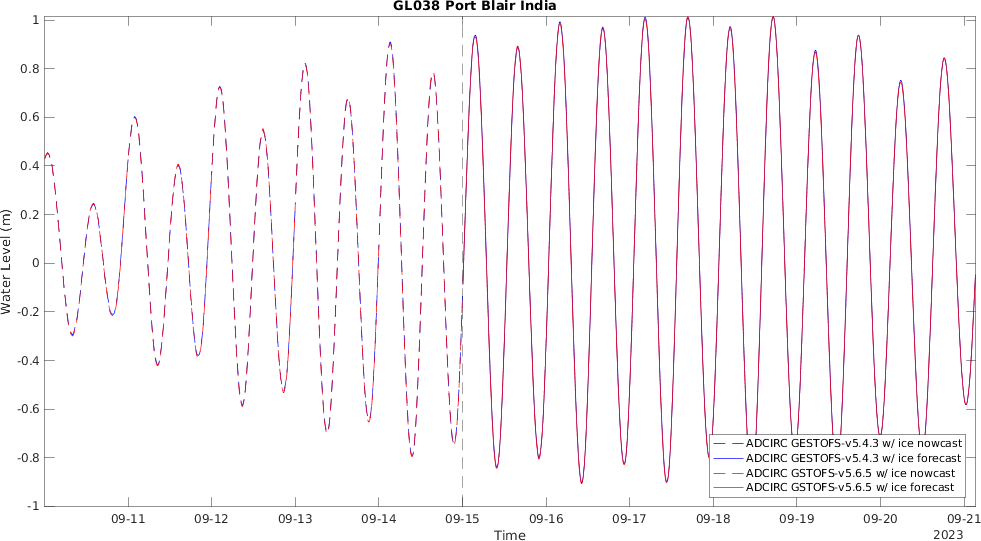 GL038 Port Blair India
1
0.8
0.6
0.4
0.2
0
-0.2
-0.4
-0.6
-0.8
-1
Water Level (m)
ADCIRC GESTOFS-v5.4.3 w/ ice nowcast
ADCIRC GESTOFS-v5.4.3 w/ ice forecast
ADCIRC GSTOFS-v5.6.5 w/ ice nowcast
ADCIRC GSTOFS-v5.6.5 w/ ice forecast
09-11 09-12 09-13 09-14 09-15 09-16 09-17 09-18 09-19 09-20 09-21
Time
2023